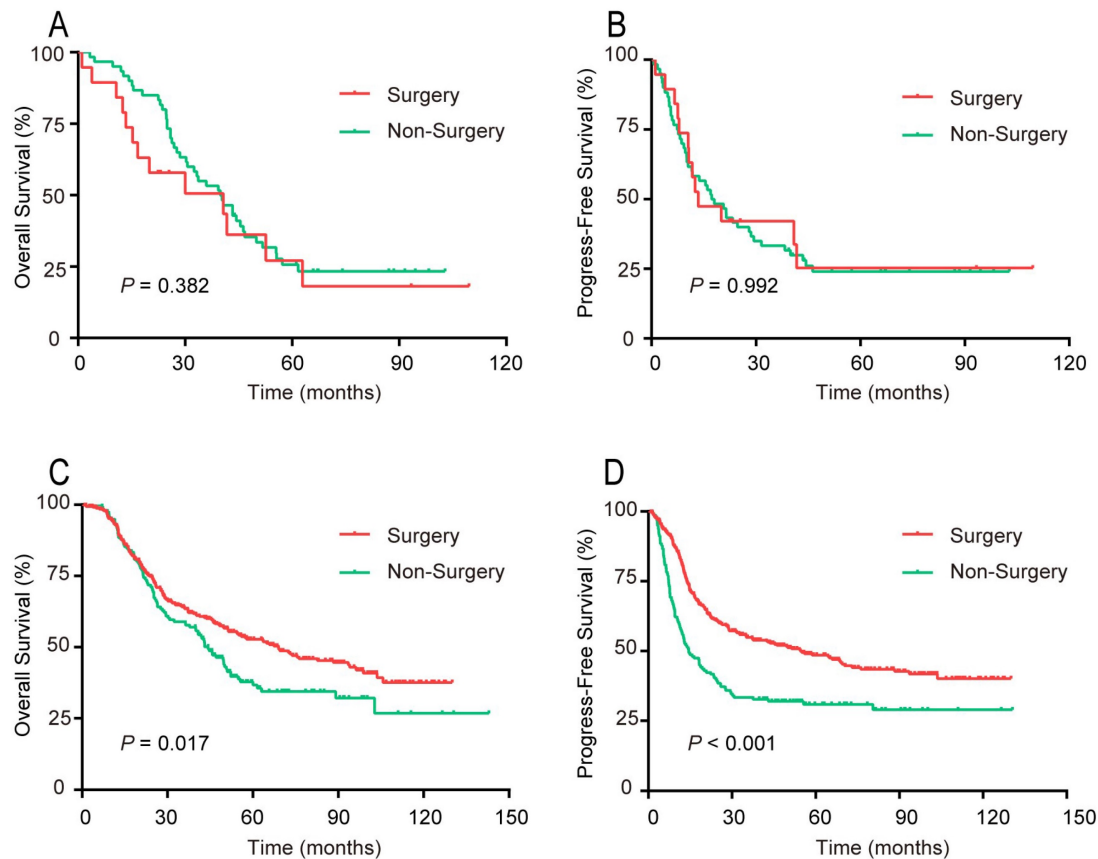 A
Overall Survival (%)
100
75
50
25
0
Surgery
Non-Surgery
P = 0.382
0 30 60 90 120
Time (months)
B
Progress-Free Survival (%)
100
75
50
25
0
Surgery
Non-Surgery
P = 0.992
0 30 60 90 120
Time (months)
C
Overall Survival (%)
100
75
50
25
0
Surgery
Non-Surgery
P = 0.017
0 30 60 90 120 150
Time (months)
D
Progress-Free Survival (%)
100
75
50
25
0
Surgery
Non-Surgery
P < 0.001
0 30 60 90 120 150
Time (months)